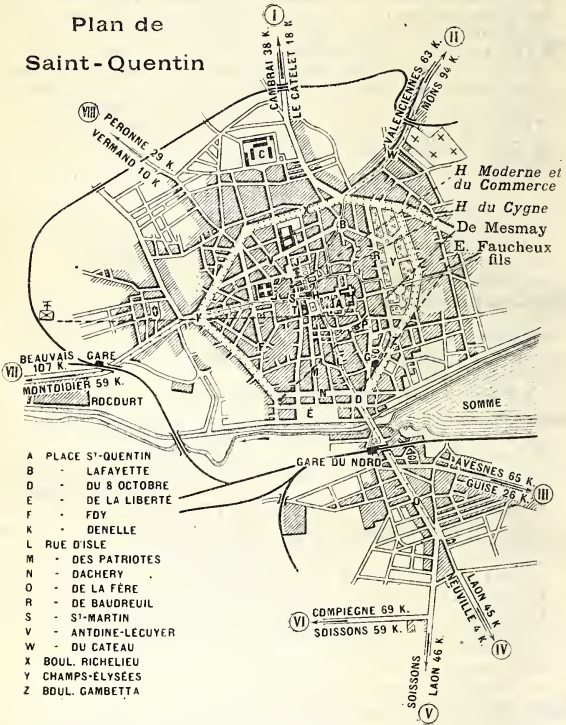 Plan de
Saint-Quentin
I
CAMBRAI 38 K.
LE CATELET 18 K.
II
VALENCIENNES 63 K.
MONS 94 K.
VIII
PERONNE 29 K.
VERMAND 10 K.
H Moderne et
du Commerce
H du Cygne
De Mesmay
E. Faucheux
fils
BEAUVAIS GARE
107 K.
VII
MONTDIDIER 59 K.
ROCOURT
SOMME
GARE DU NORD
AVESNES 65 K.
GUISE 26 K.
III
LAON 45 K.
NEUVILLE 4 K.
IV
COMPIÈGNE 69 K.
VI
SOISSONS 59 K.
SOISSONS
LAON 46 K.
V
A PLACE ST-QUENTIN
B - LAFAYETTE
D - DU 8 OCTOBRE
E - DE LA LIBERTÉ
F - FOY
K - DENELLE
L RUE D'ISLE
M - DES PATRIOTES
N - DACHERY
O - DE LA FÈRE
R - DE BAUDREUIL
S - ST-MARTIN
V - ANTOINE-LÉCUYER
W - DU CATEAU
X BOUL. RICHELIEU
Y CHAMPS-ÉLYSÉES
Z BOUL. GAMBETTA